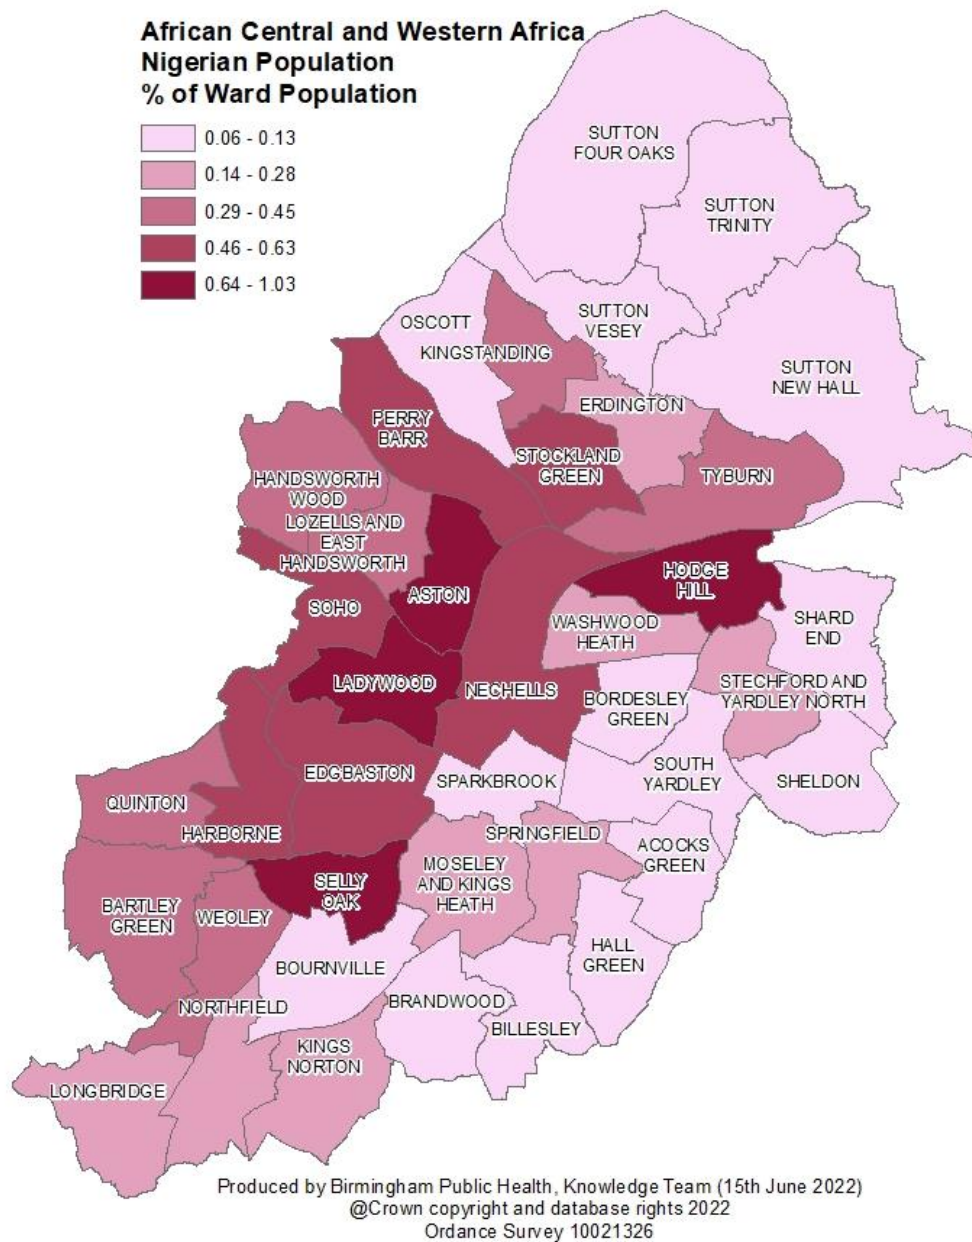 African Central and Western Africa
Nigerian Population
% of Ward Population
0.06 - 0.13
0.14 - 0.28
0.29 - 0.45
0.46 - 0.63
0.64 - 1.03
SUTTON
FOUR OAKS
SUTTON
TRINITY
SUTTON
VESEY
OSCOTT
KINGSTANDING
SUTTON
NEW HALL
ERDINGTON
PERRY
BARR
STOCKLAND
GREEN
TYBURN
HANDSWORTH
WOOD
LOZELLS AND
EAST
HANDSWORTH
HODGE
HILL
ASTON
SOHO
WASHWOOD
HEATH
SHARD
END
LADYWOOD
NECHELLS
BORDESLEY
GREEN
STECHFORD AND
YARDLEY NORTH
EDGBASTON
SPARKBROOK
SOUTH
YARDLEY
SHELDON
QUINTON
HARBORNE
SPRINGFIELD
ACOCKS
GREEN
SELLY
OAK
MOSELEY
AND KINGS
HEATH
BARTLEY
GREEN
WEOLEY
HALL
GREEN
BOURNVILLE
NORTHFIELD
BRANDWOOD
BILLESLEY
KINGS
NORTON
LONGBRIDGE
Produced by Birmingham Public Health, Knowledge Team (15th June 2022)
@Crown copyright and database rights 2022
Ordance Survey 10021326